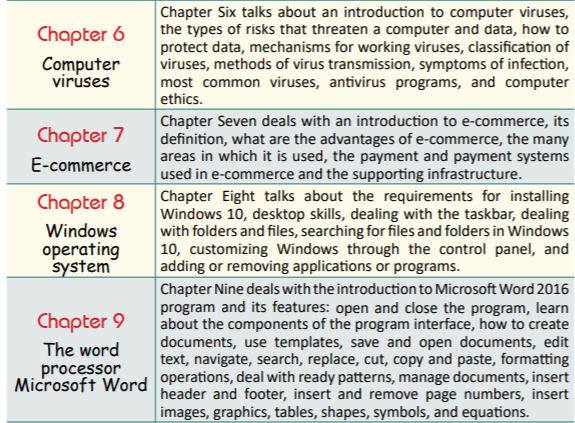 Chapter 6
Computer
viruses
Chapter Six talks about an introduction to computer viruses,
the types of risks that threaten a computer and data, how to
protect data, mechanisms for working viruses, classification of
viruses, methods of virus transmission, symptoms of infection,
most common viruses, antivirus programs, and computer
ethics.
Chapter 7
E-commerce
Chapter Seven deals with an introduction to e-commerce, its
definition, what are the advantages of e-commerce, the many
areas in which it is used, the payment and payment systems
used in e-commerce and the supporting infrastructure.
Chapter 8
Windows
operating
system
Chapter Eight talks about the requirements for installing
Windows 10, desktop skills, dealing with the taskbar, dealing
with folders and files, searching for files and folders in Windows
10, customizing Windows through the control panel, and
adding or removing applications or programs.
Chapter 9
The word
processor
Microsoft Word
Chapter Nine deals with the introduction to Microsoft Word 2016
program and its features: open and close the program, learn
about the components of the program interface, how to create
documents, use templates, save and open documents, edit
text, navigate, search, replace, cut, copy and paste, formatting
operations, deal with ready patterns, manage documents, insert
header and footer, insert and remove page numbers, insert
images, graphics, tables, shapes, symbols, and equations.